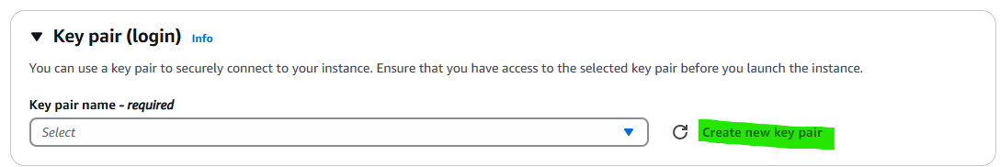 Key pair (login) Info
You can use a key pair to securely connect to your instance. Ensure that you have access to the selected key pair before you launch the instance.
Key pair name - required
Select
Create new key pair